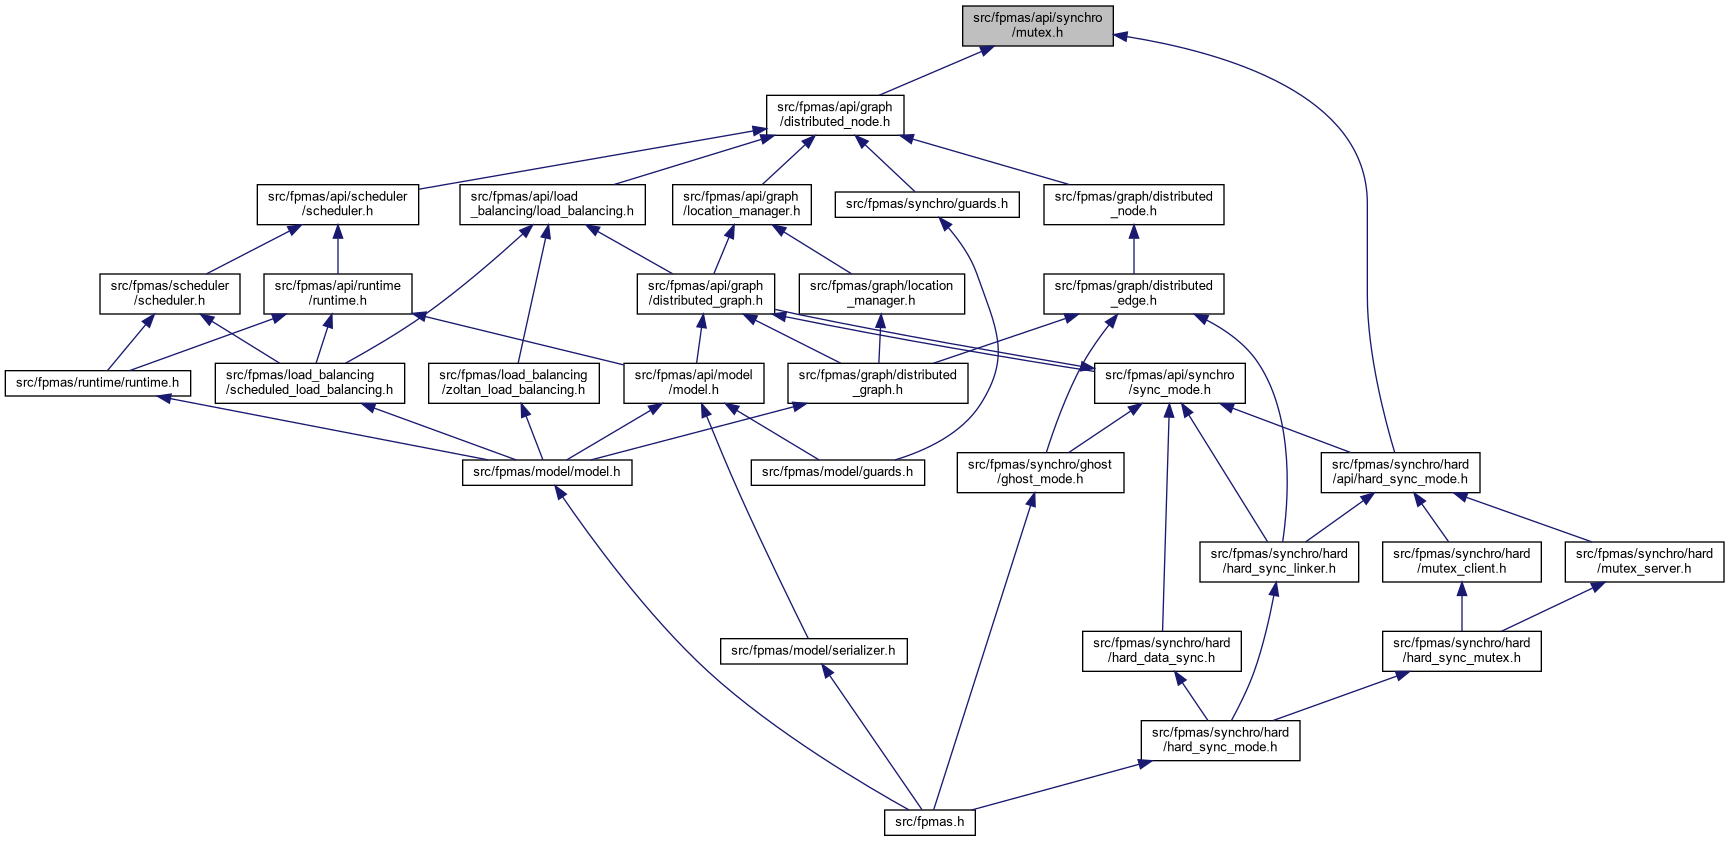 src/fpmas/api/synchro
/mutex.h
src/fpmas/api/graph
/distributed_node.h
src/fpmas/api/scheduler
/scheduler.h
src/fpmas/api/load
_balancing/load_balancing.h
src/fpmas/api/graph
/location_manager.h
src/fpmas/synchro/guards.h
src/fpmas/graph/distributed
_node.h
src/fpmas/scheduler
/scheduler.h
src/fpmas/api/runtime
/runtime.h
src/fpmas/api/graph
/distributed_graph.h
src/fpmas/graph/location
_manager.h
src/fpmas/graph/distributed
_edge.h
src/fpmas/runtime/runtime.h
src/fpmas/load_balancing
/scheduled_load_balancing.h
src/fpmas/load_balancing
/zoltan_load_balancing.h
src/fpmas/api/model
/model.h
src/fpmas/graph/distributed
_graph.h
src/fpmas/api/synchro
/sync_mode.h
src/fpmas/model/model.h
src/fpmas/model/guards.h
src/fpmas/synchro/ghost
/ghost_mode.h
src/fpmas/synchro/hard
/api/hard_sync_mode.h
src/fpmas/synchro/hard
/hard_sync_linker.h
src/fpmas/synchro/hard
/mutex_client.h
src/fpmas/synchro/hard
/mutex_server.h
src/fpmas/model/serializer.h
src/fpmas/synchro/hard
/hard_data_sync.h
src/fpmas/synchro/hard
/hard_sync_mutex.h
src/fpmas/synchro/hard
/hard_sync_mode.h
src/fpmas.h